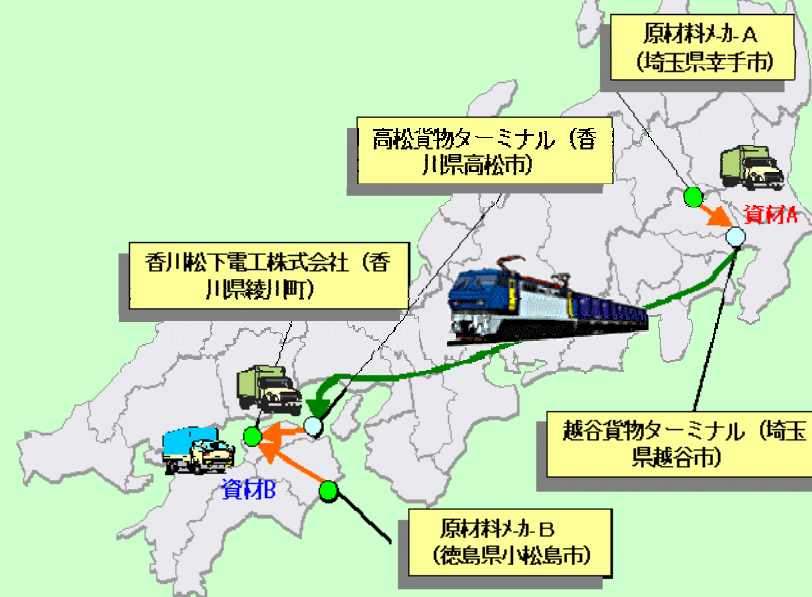 原材料ﾒｰｶｰA
（埼玉県幸手市）
高松貨物ターミナル（香
川県高松市）
資材A
香川松下電工株式会社（香
川県綾川町）
越谷貨物ターミナル（埼玉
県越谷市）
資材B
原材料ﾒｰｶｰB
（徳島県小松島市）